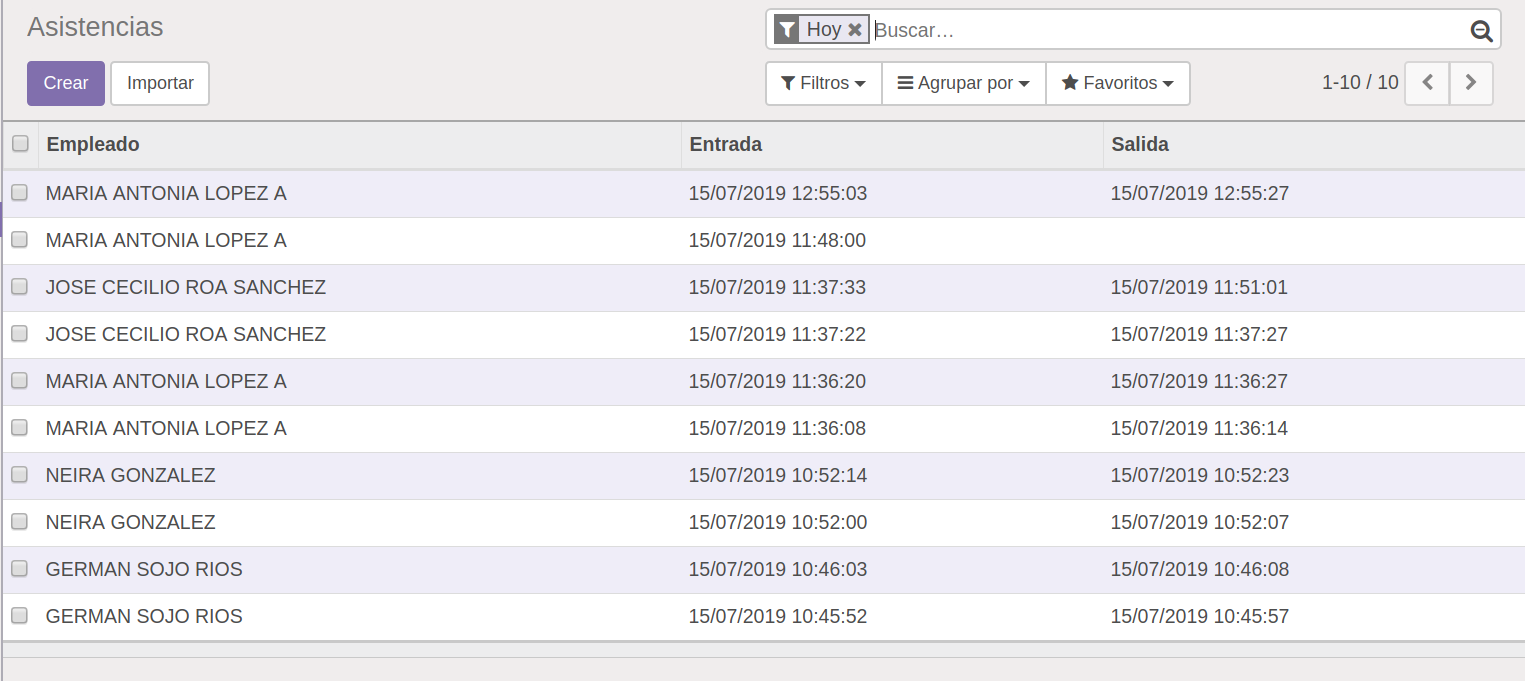 Asistencias
Hoy Buscar...
Crear Importar
Filtros Agrupar por Favoritos 1-10 / 10
Empleado Entrada Salida
MARIA ANTONIA LOPEZ A 15/07/2019 12:55:03 15/07/2019 12:55:27
MARIA ANTONIA LOPEZ A 15/07/2019 11:48:00
JOSE CECILIO ROA SANCHEZ 15/07/2019 11:37:33 15/07/2019 11:51:01
JOSE CECILIO ROA SANCHEZ 15/07/2019 11:37:22 15/07/2019 11:37:27
MARIA ANTONIA LOPEZ A 15/07/2019 11:36:20 15/07/2019 11:36:27
MARIA ANTONIA LOPEZ A 15/07/2019 11:36:08 15/07/2019 11:36:14
NEIRA GONZALEZ 15/07/2019 10:52:14 15/07/2019 10:52:23
NEIRA GONZALEZ 15/07/2019 10:52:00 15/07/2019 10:52:07
GERMAN SOJO RIOS 15/07/2019 10:46:03 15/07/2019 10:46:08
GERMAN SOJO RIOS 15/07/2019 10:45:52 15/07/2019 10:45:57